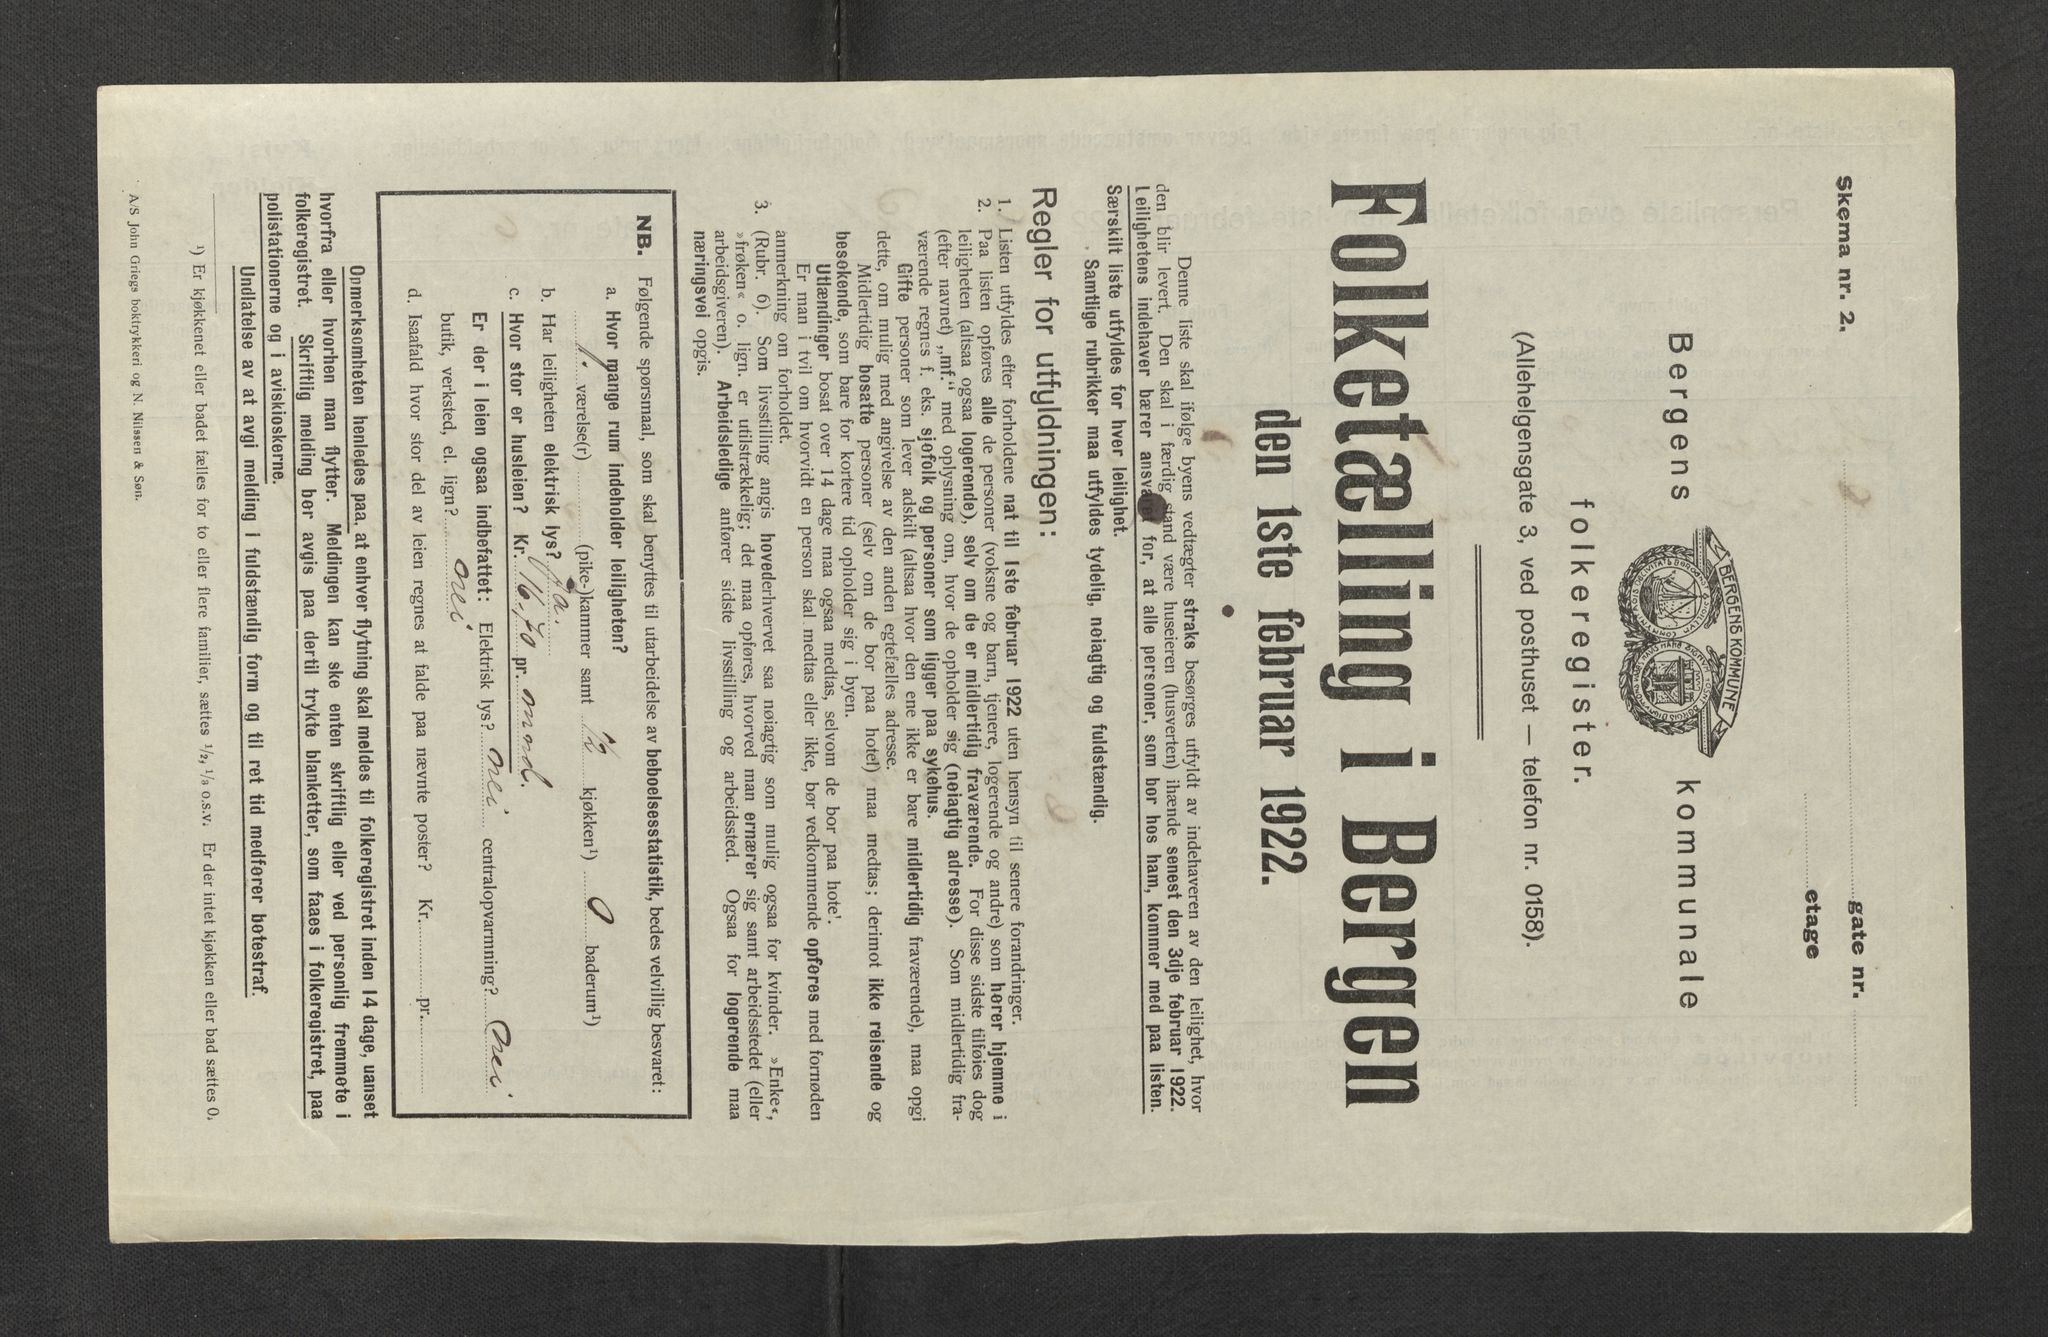 Skema nr. 2.
gate nr.
etage
Bergens kommunale
BERGENS KOMMUNE
folkeregister.
(Allehelgensgate 3, ved posthuset — telefon nr. 0158).
Folketælling i Bergen
den 1ste februar 1922.
Denne liste skal ifølge byens vedtægter straks besørges utfyldt av indehaveren av den leilighet, hvor
den blir levert. Den skal i færdig stand være huseieren (husverten) ihænde senest den 3dje februar 1922.
Leilighetens indehaver bærer ansvaret for, at alle personer, som bor hos ham, kommer med paa listen.
Særskilt liste utfyldes for hver leilighet.
Samtlige rubrikker maa utfyldes tydelig, nøiagtig og fuldstændig.
Regler for utfyldningen:
1. Listen utfyldes efter forholdene nat til 1ste februar 1922 uten hensyn til senere forandringer.
2. Paa listen opføres alle de personer (voksne og barn, tjenere, logerende og andre) som hører hjemme i
leiligheten (altsaa ogsaa logerende), selv om de er midlertidig fraværende. For disse sidste tilføies dog
(efter navnet) „mf.“ med oplysning om, hvor de opholder sig (nøiagtig adresse). Som midlertidig fra-
værende regnes f. eks. sjøfolk og personer som ligger paa sykehus.
Gifte personer som lever adskilt (altsaa hvor den ene ikke er bare midlertidig fraværende), maa opgi
dette, om mulig med angivelse av den anden egtefælles adresse.
Midlertidig bosatte personer (selv om de bor paa hotel) maa medtas; derimot ikke reisende og
besøkende, som bare for kortere tid opholder sig i byen.
Utlændinger bosat over 14 dage maa ogsaa medtas, selvom de bor paa hotel.
Er man i tvil om hvorvidt en person skal medtas eller ikke, bør vedkommende opføres med fornøden
anmerkning om forholdet.
3. (Rubr. 6). Som livsstilling angis hovederhvervet saa nøiagtig som mulig ogsaa for kvinder. »Enke«,
»frøken« o. lign. er utilstrækkelig; det maa opføres, hvorved man ernærer sig samt arbeidsstedet (eller
arbeidsgiveren). Arbeidsledige anfører sidste livsstilling og arbeidssted. Ogsaa for logerende maa
næringsvei opgis.
NB. Følgende spørsmaal, som skal benyttes til utarbeidelse av beboelsesstatistik, bedes velvillig besvaret:
a. Hvor mange rum indeholder leiligheten?
1. værelse(r) (pike-)kammer samt ½ kjøkken¹) 0 baderum¹)
b. Har leiligheten elektrisk lys? Ja.
c. Hvor stor er husleien? Kr. 16,70 pr. mnd.
Er der i leien ogsaa indbefattet: Elektrisk lys? nei centralopvarmning? nei
butik, verksted, el. lign? nei
d. Isafald hvor stor del av leien regnes at falde paa nævnte poster? Kr. pr.
Opmerksomheten henledes paa, at enhver flytning skal meldes til folkeregistret inden 14 dage, uanset
hvorfra eller hvorhen man flytter. Meldingen kan ske enten skriftlig eller ved personlig fremmøte i
folkeregistret. Skriftlig melding bør avgis paa dertil trykte blanketter, som faaes i folkeregistret, paa
polistationerne og i aviskioskerne.
Undlatelse av at avgi melding i fuldstændig form og til ret tid medfører bøtestraf.
¹) Er kjøkkenet eller badet fælles for to eller flere familier, sættes ½, ⅓ o.s.v. Er der intet kjøkken eller bad sættes 0.
A/S John Griegs boktrykkeri og N. Nilssen & Søn.